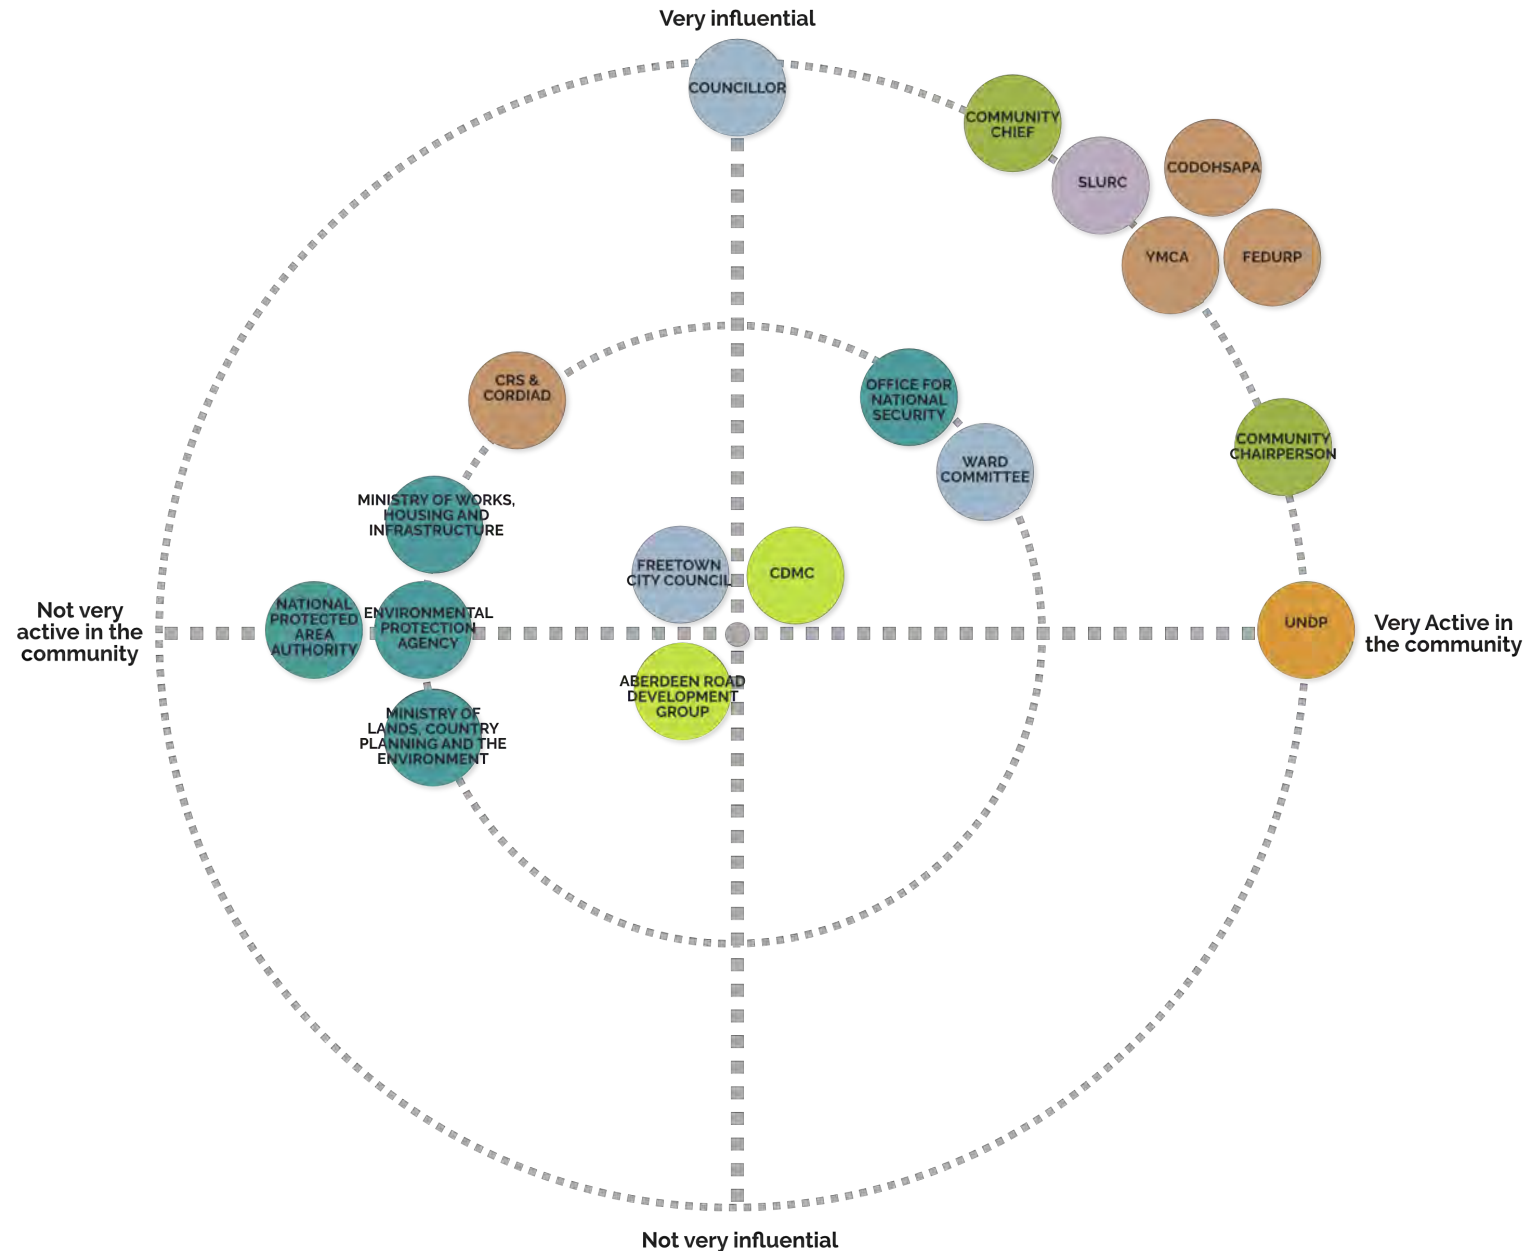 Very influential
COUNCILLOR
COMMUNITY
CHIEF
SLURC
CODOHSAPA
YMCA
FEDURP
CRS &
CORDIAD
OFFICE FOR
NATIONAL
SECURITY
COMMUNITY
CHAIRPERSON
WARD
COMMITTEE
MINISTRY OF WORKS,
HOUSING AND
INFRASTRUCTURE
FREETOWN
CITY COUNCIL
CDMC
Not very
active in the
community
NATIONAL
PROTECTED
AREA
AUTHORITY
ENVIRONMENTAL
PROTECTION
AGENCY
UNDP
Very Active in
the community
ABERDEEN ROAD
DEVELOPMENT
GROUP
MINISTRY OF
LANDS, COUNTRY
PLANNING AND THE
ENVIRONMENT
Not very influential